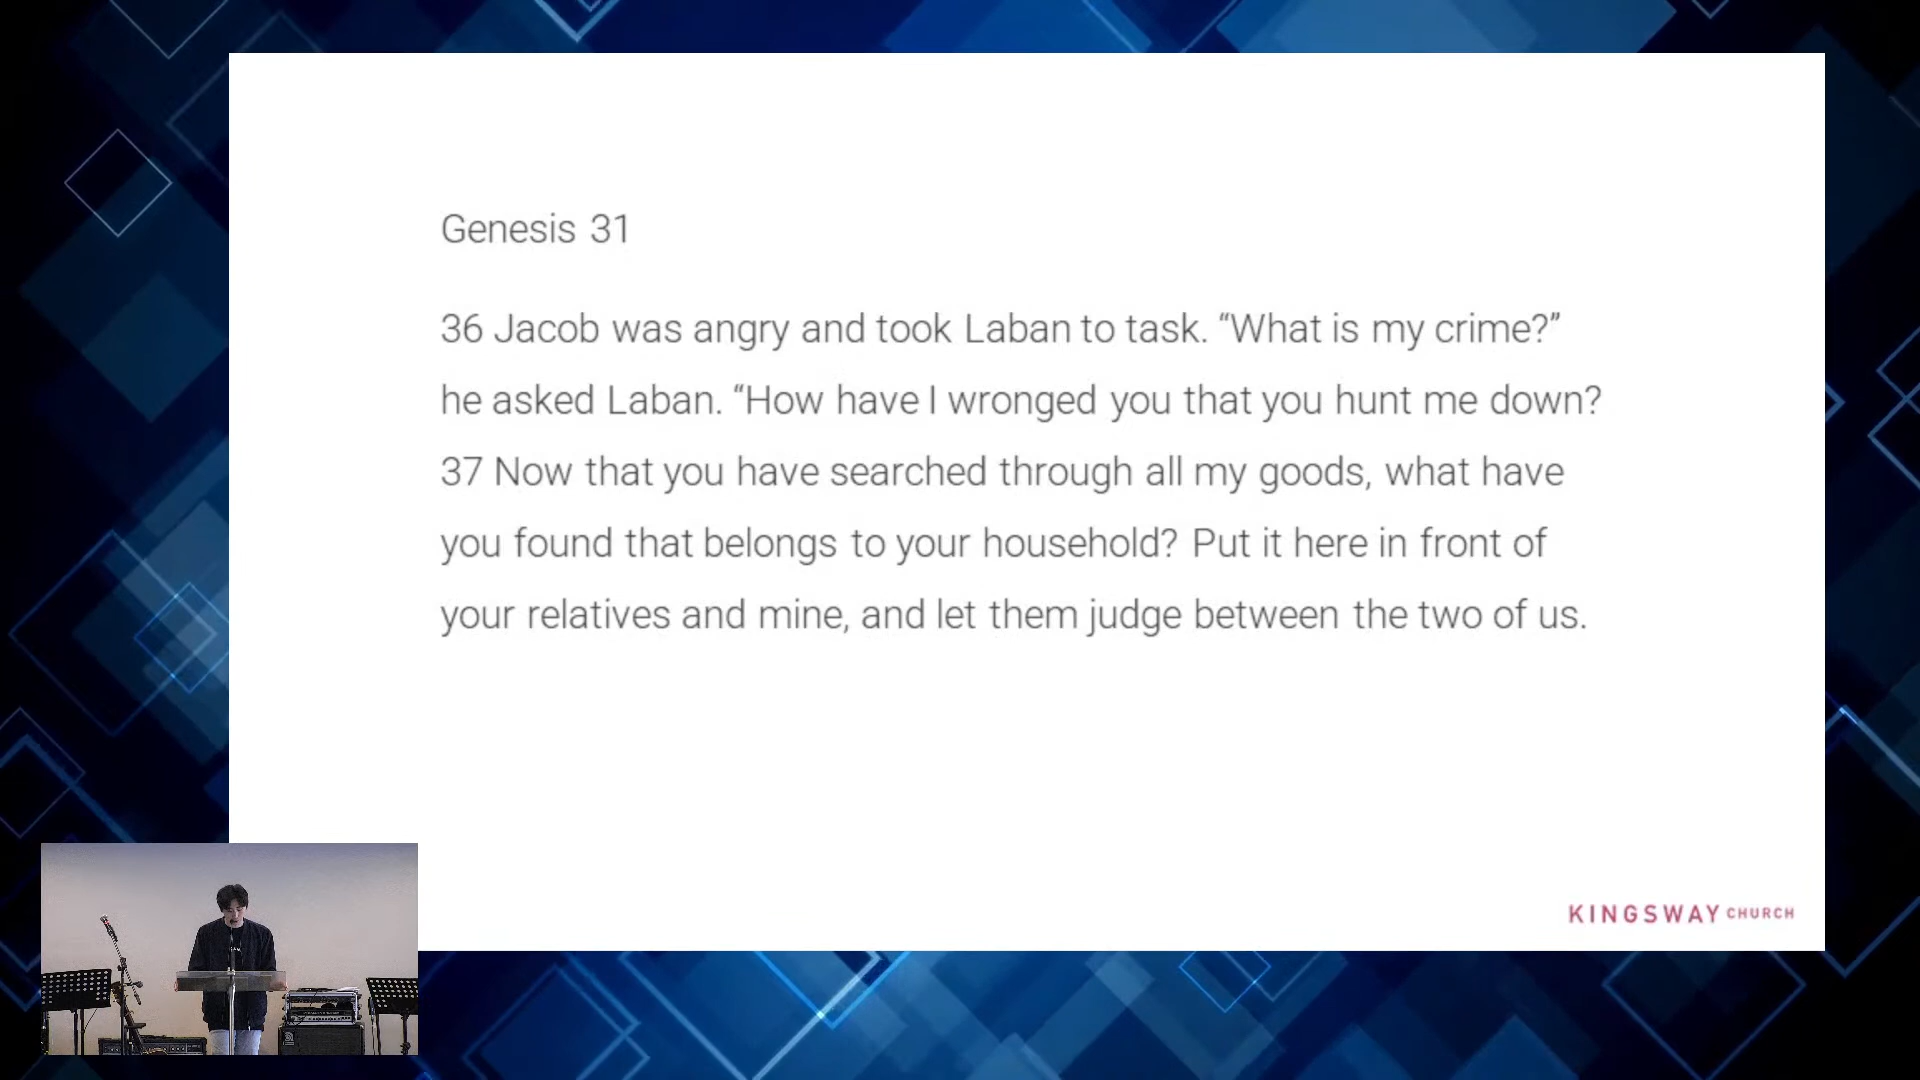 Genesis 31
36 Jacob was angry and took Laban to task. “What is my crime?”
he asked Laban. “How have I wronged you that you hunt me down?
37 Now that you have searched through all my goods, what have
you found that belongs to your household? Put it here in front of
your relatives and mine, and let them judge between the two of us.
KINGSWAY CHURCH